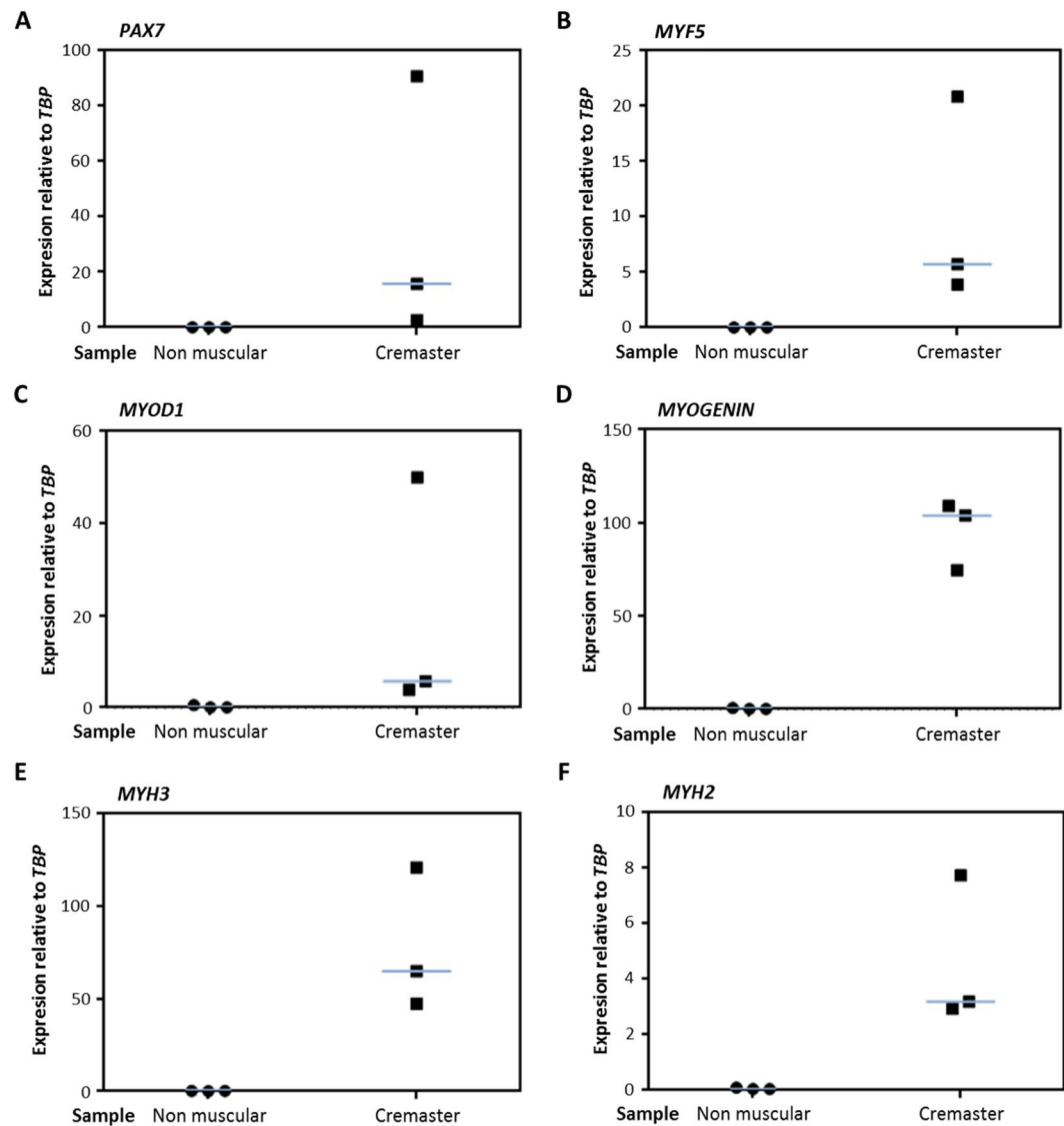 A
PAX7
100
80
60
40
20
0
Expresion relative to TBP
Sample Non muscular Cremaster
B
MYF5
25
20
15
10
5
0
Expresion relative to TBP
Sample Non muscular Cremaster
C
MYOD1
60
40
20
0
Expresion relative to TBP
Sample Non muscular Cremaster
D
MYOGENIN
150
100
50
0
Expresion relative to TBP
Sample Non muscular Cremaster
E
MYH3
150
100
50
0
Expresion relative to TBP
Sample Non muscular Cremaster
F
MYH2
10
8
6
4
2
0
Expresion relative to TBP
Sample Non muscular Cremaster